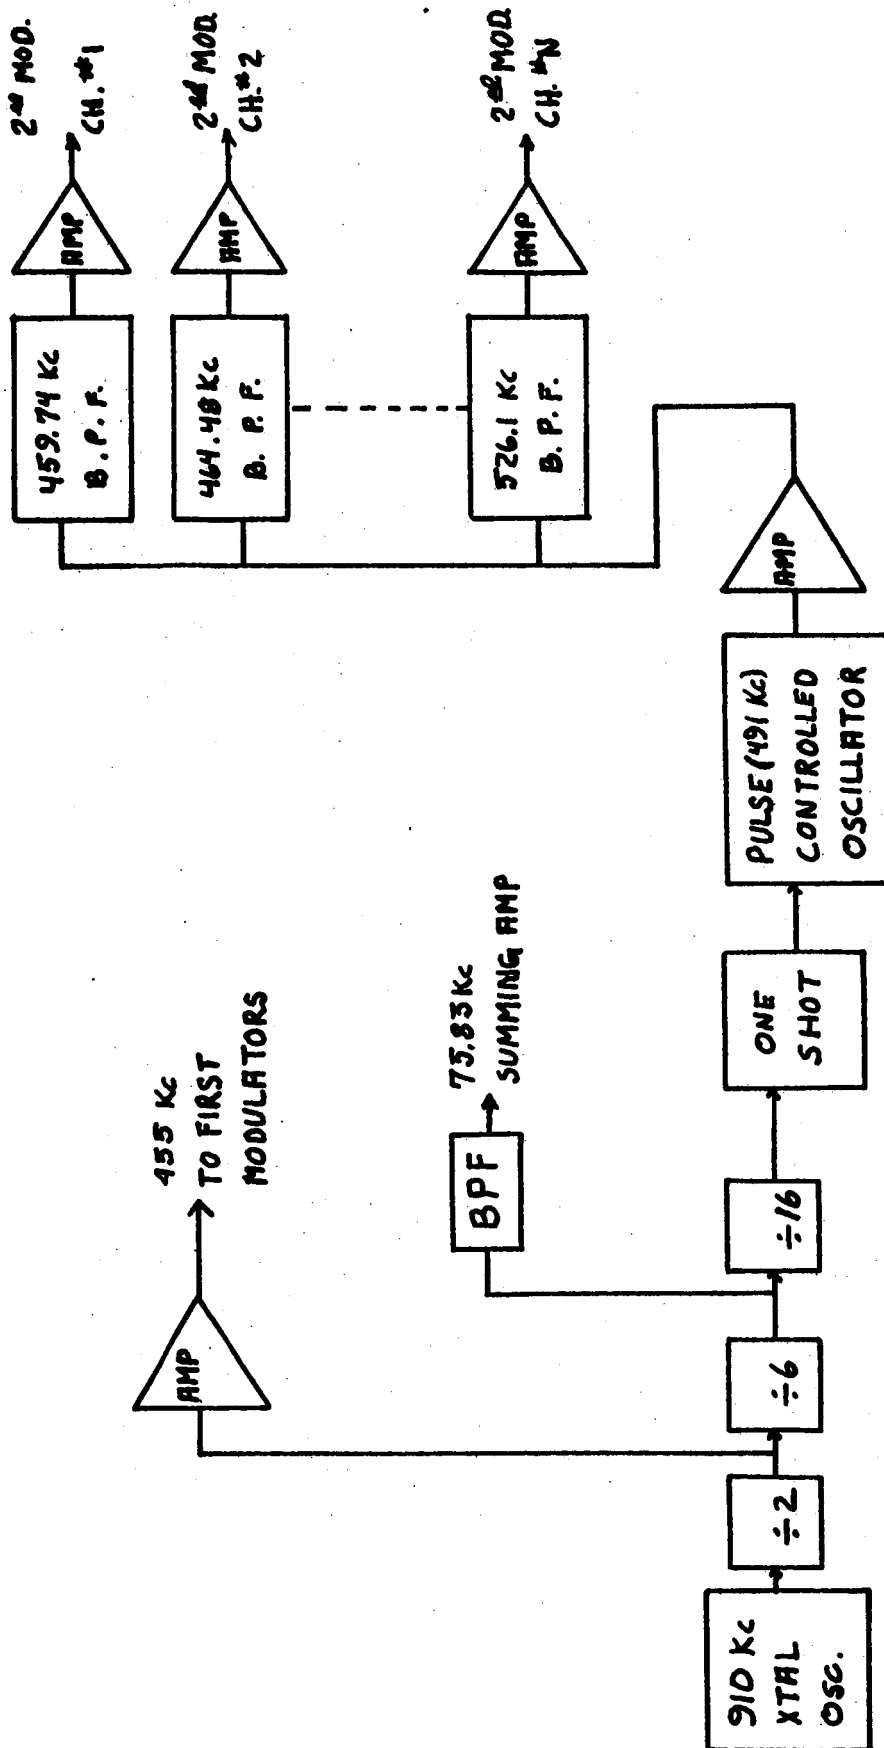 910 Kc
XTAL
OSC.
÷2
÷6
÷16
ONE
SHOT
PULSE (491 Kc)
CONTROLLED
OSCILLATOR
AMP
AMP
455 Kc
TO FIRST
MODULATORS
BPF
75.83 Kc
SUMMING AMP
459.74 Kc
B.P.F.
AMP
2nd MOD.
CH. #1
464.48 Kc
B.P.F.
AMP
2nd MOD
CH. #2
526.1 Kc
B.P.F.
AMP
2nd MOD
CH. #N